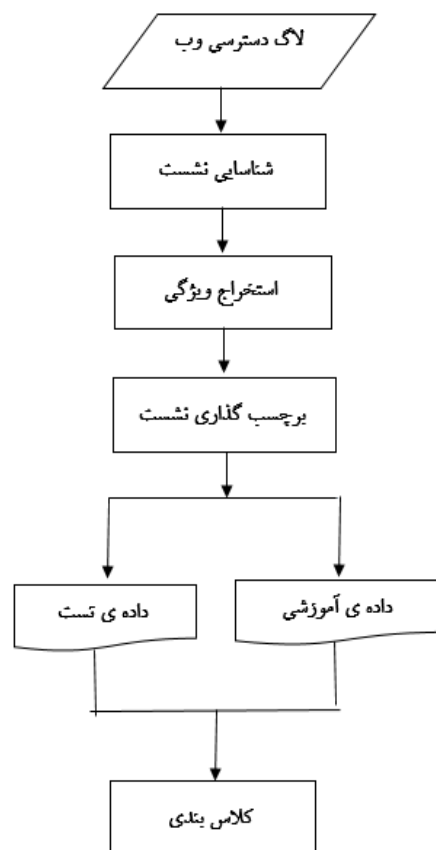 لاگ دسترسی وب
شناسایی نشست
استخراج ویژگی
برچسب گذاری نشست
داده ی آموزشی
داده ی تست
کلاس بندی